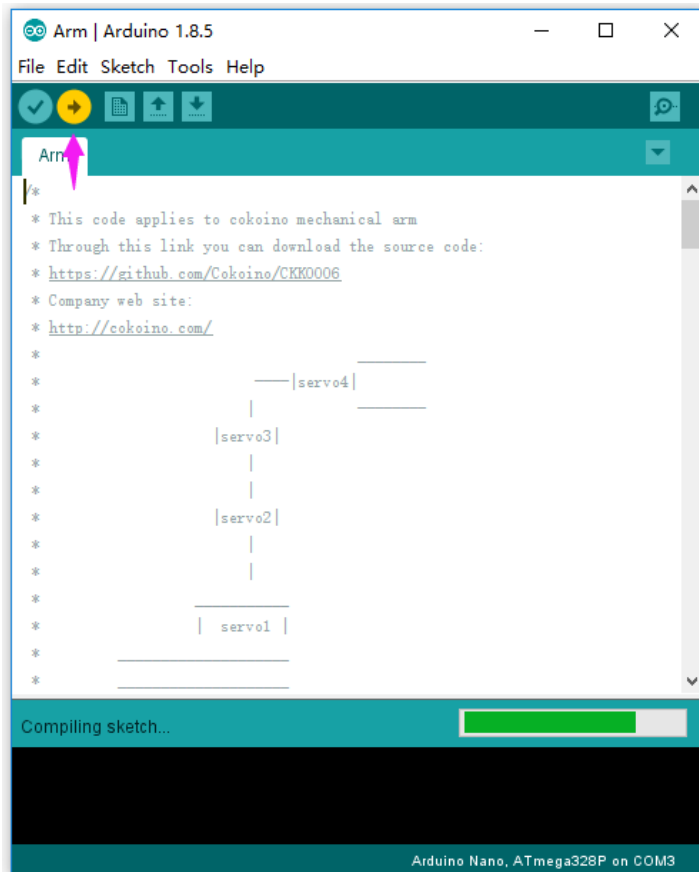 Arm | Arduino 1.8.5
File Edit Sketch Tools Help
Arm
/*
* This code applies to cokoino mechanical arm
* Through this link you can download the source code:
* https://github.com/Cokoino/CKK0006
* Company web site:
* http://cokoino.com/
*
* |servo4|
* |
* |servo3|
* |
* |
* |servo2|
* |
* |
*
* | servo1 |
*
*
Compiling sketch...
Arduino Nano, ATmega328P on COM3